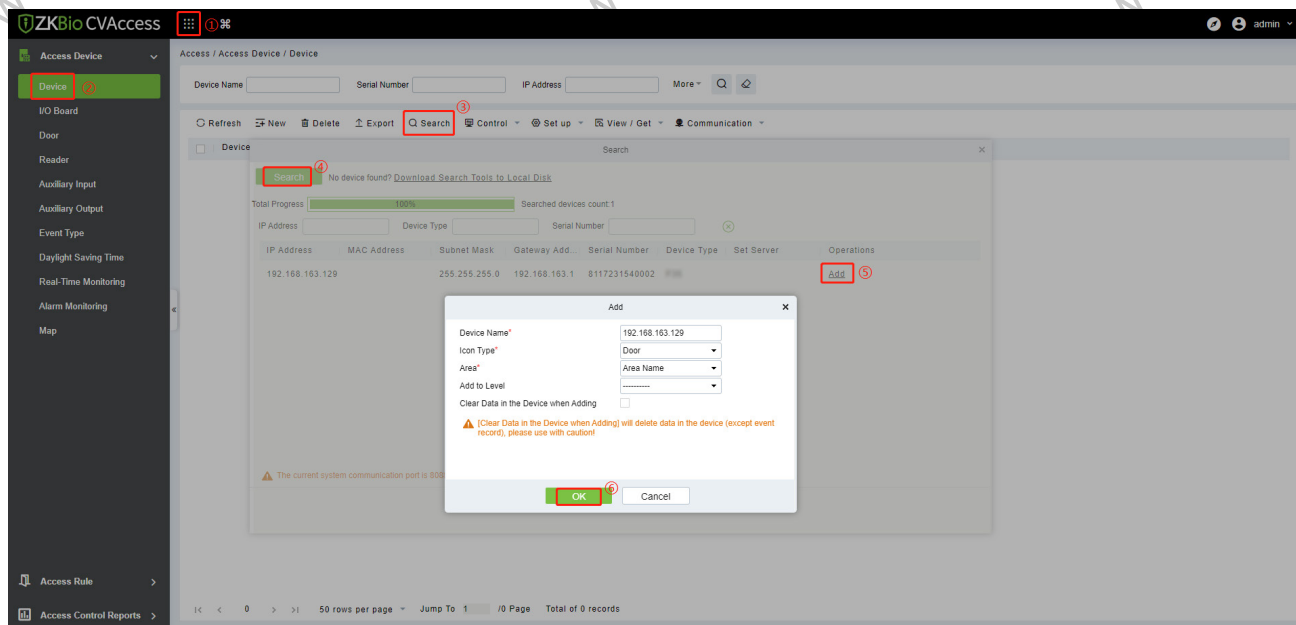 ZKBio CVAccess ① ⌘ admin
Access Device
Access / Access Device / Device
Device ②
Device Name Serial Number IP Address More
I/O Board
③
Refresh New Delete Export Search Control Set up View / Get Communication
Door
Device Search ×
Reader
④
Search No device found? Download Search Tools to Local Disk
Auxiliary Input
Total Progress 100% Searched devices count:1
Auxiliary Output
IP Address Device Type Serial Number
Event Type
IP Address MAC Address Subnet Mask Gateway Add... Serial Number Device Type Set Server Operations
Daylight Saving Time
192.168.163.129 255.255.255.0 192.168.163.1 8117231540002 Add ⑤
Real-Time Monitoring
Alarm Monitoring
Add ×
Map
Device Name* 192.168.163.129
Icon Type* Door
Area* Area Name
Add to Level ----------
Clear Data in the Device when Adding
[Clear Data in the Device when Adding] will delete data in the device (except event
record), please use with caution!
The current system communication port is
⑥
OK Cancel
Access Rule
Access Control Reports
|< < 0 > >| 50 rows per page Jump To 1 /0 Page Total of 0 records